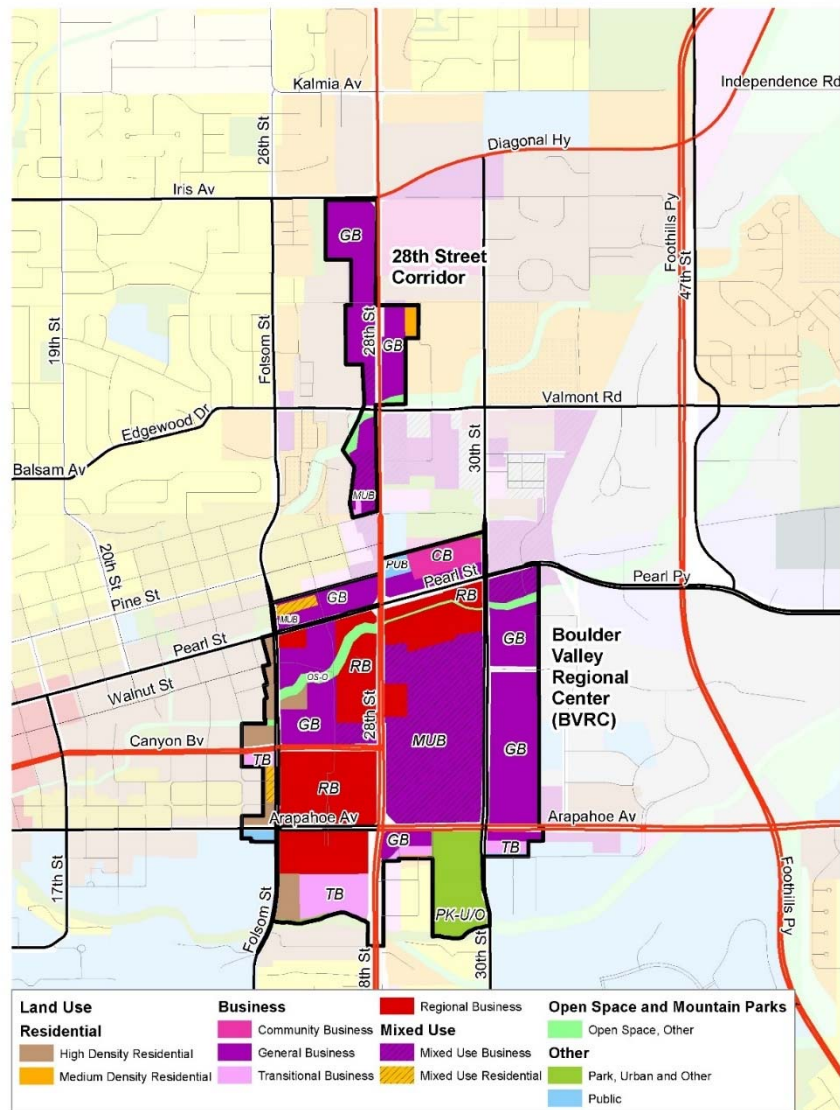 Kalmia Av
Independence Rd
26th St
Diagonal Hy
Iris Av
Foothills Py
47th St
GB
28th Street
Corridor
19th St
Folsom St
28th St
GB
Valmont Rd
Edgewood Dr
30th St
Balsam Av
MUB
20th St
CB
PUB
Pearl St
Pearl Py
Pine St
GB
RB
MUB
GB
Boulder
Valley
Regional
Center
(BVRC)
Pearl St
Walnut St
OS-O
RB
28th St
GB
MUB
GB
Canyon Bv
TB
RB
Arapahoe Av
Arapahoe Av
GB
TB
17th St
Folsom St
TB
PK-U/O
30th St
8th St
Foothills Py
Land Use
Residential
High Density Residential
Medium Density Residential
Business
Community Business
General Business
Transitional Business
Regional Business
Mixed Use
Mixed Use Business
Mixed Use Residential
Open Space and Mountain Parks
Open Space, Other
Other
Park, Urban and Other
Public